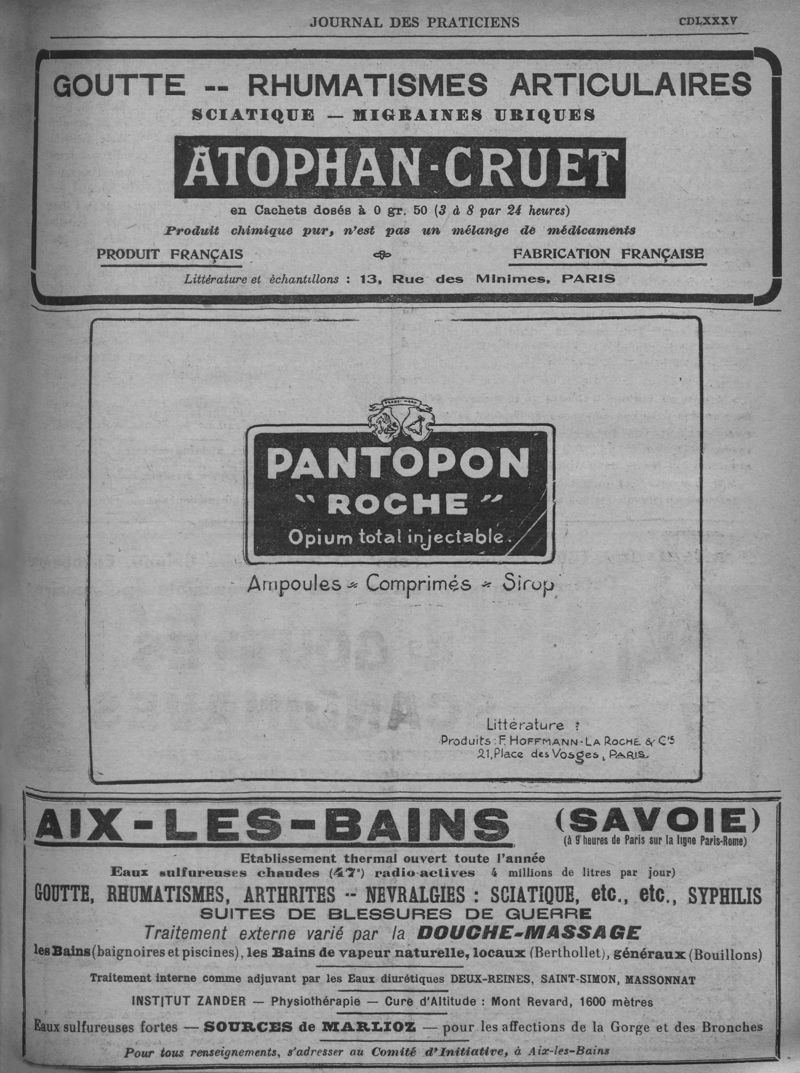 JOURNAL DES PRATICIENS CDLXXXV
GOUTTE -- RHUMATISMES ARTICULAIRES
SCIATIQUE — MIGRAINES URIQUES
ATOPHAN-CRUET
en Cachets dosés à 0 gr. 50 (3 à 8 par 24 heures)
Produit chimique pur, n'est pas un mélange de médicaments
PRODUIT FRANÇAIS FABRICATION FRANÇAISE
Littérature et échantillons : 13, Rue des Minimes, PARIS
PANTOPON
"ROCHE"
Opium total injectable.
Ampoules Comprimés Sirop
Littérature :
Produits : F. HOFFMANN-LA ROCHE & Cie
21, Place des Vosges, PARIS.
AIX-LES-BAINS (SAVOIE)
(à 9 heures de Paris sur la ligne Paris-Rome)
Etablissement thermal ouvert toute l'année
Eaux sulfureuses chaudes (47°) radio-actives 4 millions de litres par jour)
GOUTTE, RHUMATISMES, ARTHRITES -- NEVRALGIES : SCIATIQUE, etc., etc., SYPHILIS
SUITES DE BLESSURES DE GUERRE
Traitement externe varié par la DOUCHE-MASSAGE
les Bains (baignoires et piscines), les Bains de vapeur naturelle, locaux (Berthollet), généraux (Bouillons)
Traitement interne comme adjuvant par les Eaux diurétiques DEUX-REINES, SAINT-SIMON, MASSONNAT
INSTITUT ZANDER — Physiothérapie — Cure d'Altitude : Mont Revard, 1600 mètres
Eaux sulfureuses fortes — SOURCES de MARLIOZ — pour les affections de la Gorge et des Bronches
Pour tous renseignements, s'adresser au Comité d'Initiative, à Aix-les-Bains